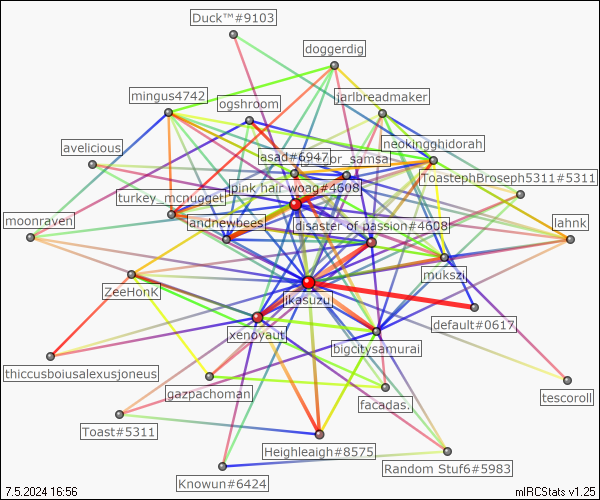 Duck™#9103
doggerdig
mingus4742
ogshroom
jarlbreadmaker
avelicious
neokingghidorah
asad#6947
or_samsa
ToastephBroseph5311#5311
pink hair woag#4608
turkey_mcnugget
moonraven
andnewbees
disaster of passion#4608
lahnk
mukszi
ZeeHonK
ikasuzu
default#0617
xenoyaut
bigcitysamurai
thiccusboiusalexusjoneus
gazpachoman
facadas.
tescoroll
Toast#5311
Heighleaigh#8575
Random Stuf6#5983
Knowun#6424
7.5.2024 16:56
mIRCStats v1.25